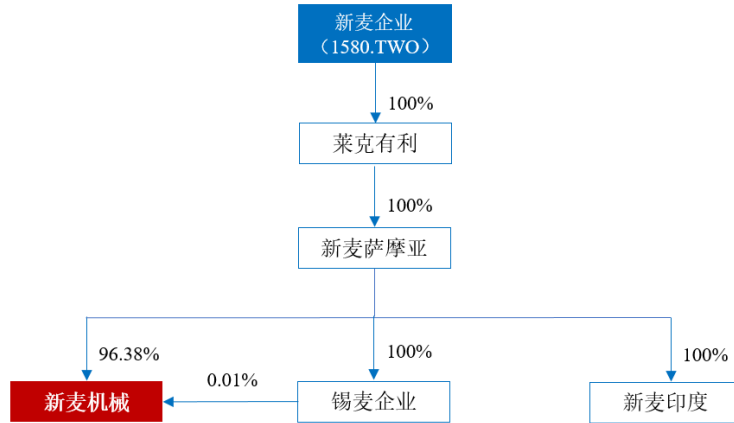 新麦企业
（1580.TWO）
100%
莱克有利
100%
新麦萨摩亚
96.38%
100%
100%
0.01%
新麦机械
锡麦企业
新麦印度